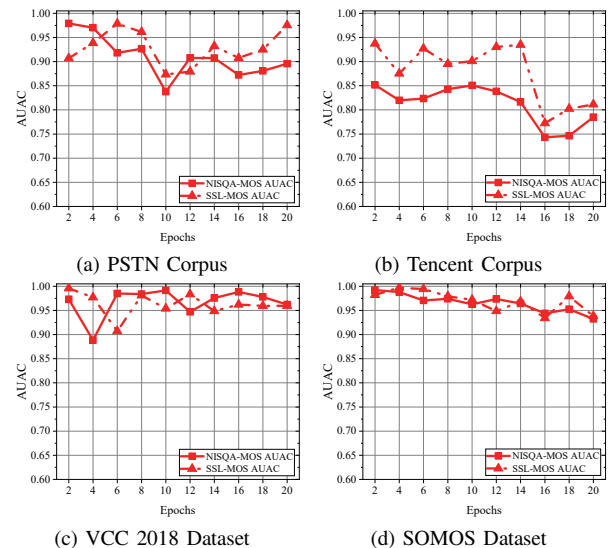 1.00
0.95
0.90
0.85
0.80
0.75
0.70
0.65
0.60
AUAC
NISQA-MOS AUAC
SSL-MOS AUAC
2 4 6 8 10 12 14 16 18 20
Epochs
(a) PSTN Corpus
1.00
0.95
0.90
0.85
0.80
0.75
0.70
0.65
0.60
AUAC
NISQA-MOS AUAC
SSL-MOS AUAC
2 4 6 8 10 12 14 16 18 20
Epochs
(b) Tencent Corpus
1.00
0.95
0.90
0.85
0.80
0.75
0.70
0.65
0.60
AUAC
NISQA-MOS AUAC
SSL-MOS AUAC
2 4 6 8 10 12 14 16 18 20
Epochs
(c) VCC 2018 Dataset
1.00
0.95
0.90
0.85
0.80
0.75
0.70
0.65
0.60
AUAC
NISQA-MOS AUAC
SSL-MOS AUAC
2 4 6 8 10 12 14 16 18 20
Epochs
(d) SOMOS Dataset